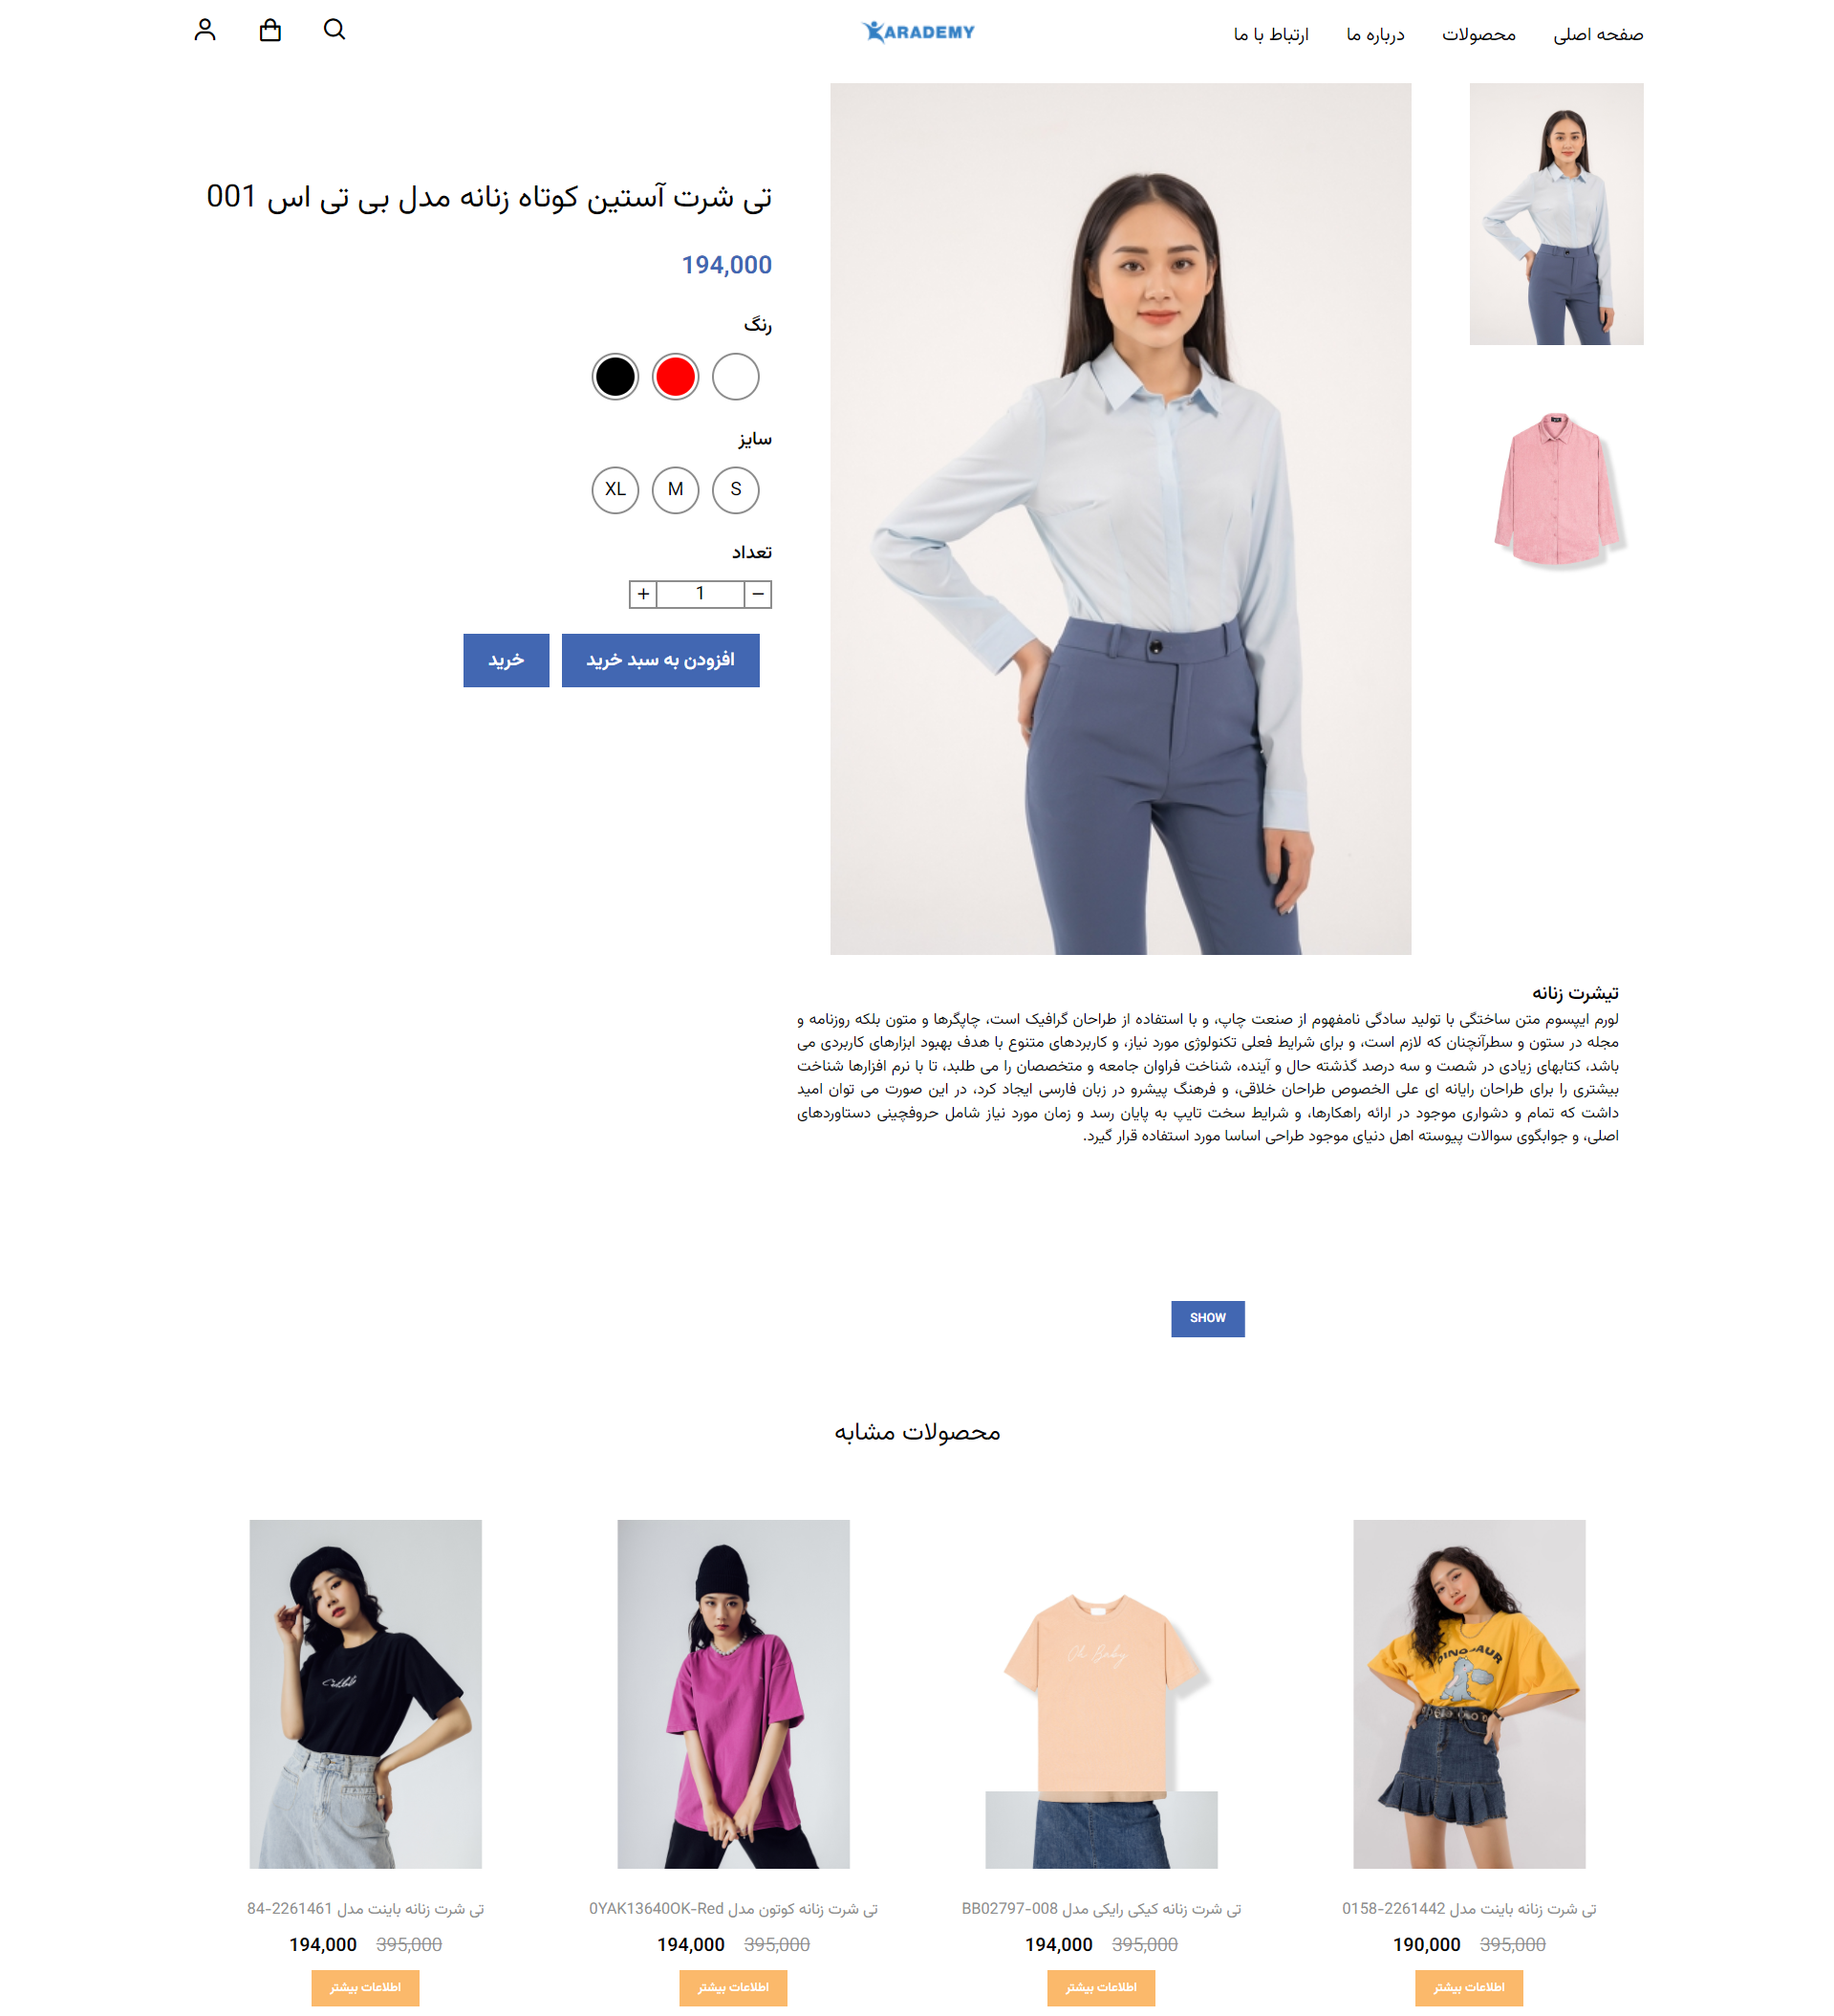 صفحه اصلی
محصولات
درباره ما
ارتباط با ما
KARADEMY
تی شرت آستین کوتاه زنانه مدل بی تی اس 001
194,000
رنگ
سایز
S
M
XL
تعداد
−
1
+
افزودن به سبد خرید
خرید
تیشرت زنانه
لورم ایپسوم متن ساختگی با تولید سادگی نامفهوم از صنعت چاپ، و با استفاده از طراحان گرافیک است، چاپگرها و متون بلکه روزنامه و
مجله در ستون و سطرآنچنان که لازم است، و برای شرایط فعلی تکنولوژی مورد نیاز، و کاربردهای متنوع با هدف بهبود ابزارهای کاربردی می
باشد، کتابهای زیادی در شصت و سه درصد گذشته حال و آینده، شناخت فراوان جامعه و متخصصان را می طلبد، تا با نرم افزارها شناخت
بیشتری را برای طراحان رایانه ای علی الخصوص طراحان خلاقی، و فرهنگ پیشرو در زبان فارسی ایجاد کرد، در این صورت می توان امید
داشت که تمام و دشواری موجود در ارائه راهکارها، و شرایط سخت تایپ به پایان رسد و زمان مورد نیاز شامل حروفچینی دستاوردهای
اصلی، و جوابگوی سوالات پیوسته اهل دنیای موجود طراحی اساسا مورد استفاده قرار گیرد.
SHOW
محصولات مشابه
DINOSAUR
Oh Baby
تی شرت زنانه باینت مدل 2261442-0158
395,000 190,000
اطلاعات بیشتر
تی شرت زنانه کیکی رایکی مدل BB02797-008
395,000 194,000
اطلاعات بیشتر
تی شرت زنانه کوتون مدل 0YAK13640OK-Red
395,000 194,000
اطلاعات بیشتر
تی شرت زنانه باینت مدل 2261461-84
395,000 194,000
اطلاعات بیشتر